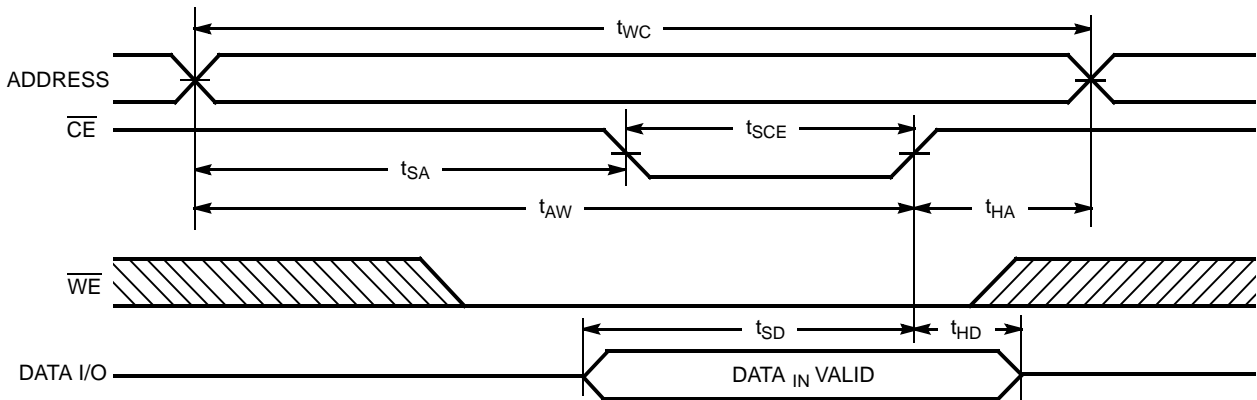 tWC
ADDRESS
CE
tSCE
tSA
tAW
tHA
WE
tSD
tHD
DATA I/O
DATA IN VALID